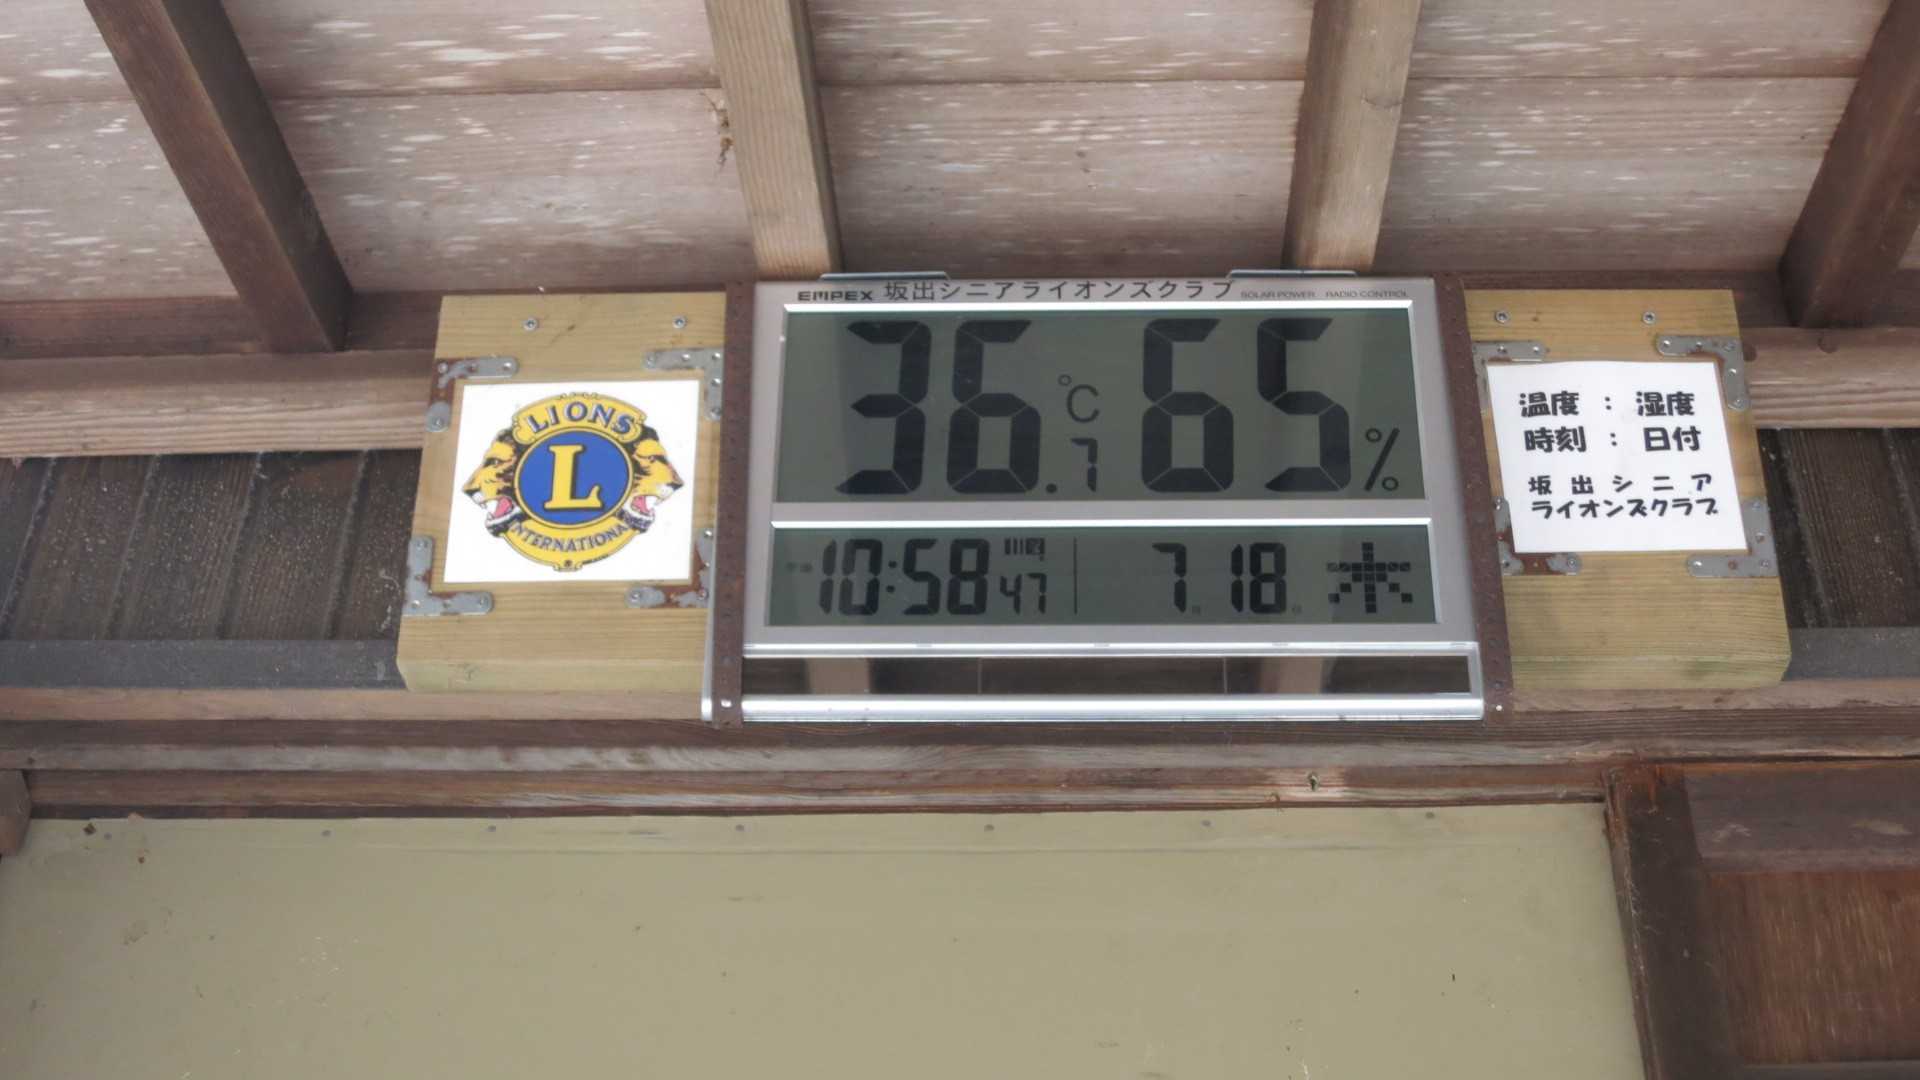 EMPEX 坂出シニアライオンズクラブ SOLAR POWER RADIO CONTROL
36.7℃ 65%
10:58 47 7月18日 木
LIONS
L
INTERNATIONAL
温度 : 湿度
時刻 : 日付
坂出シニア
ライオンズクラブ